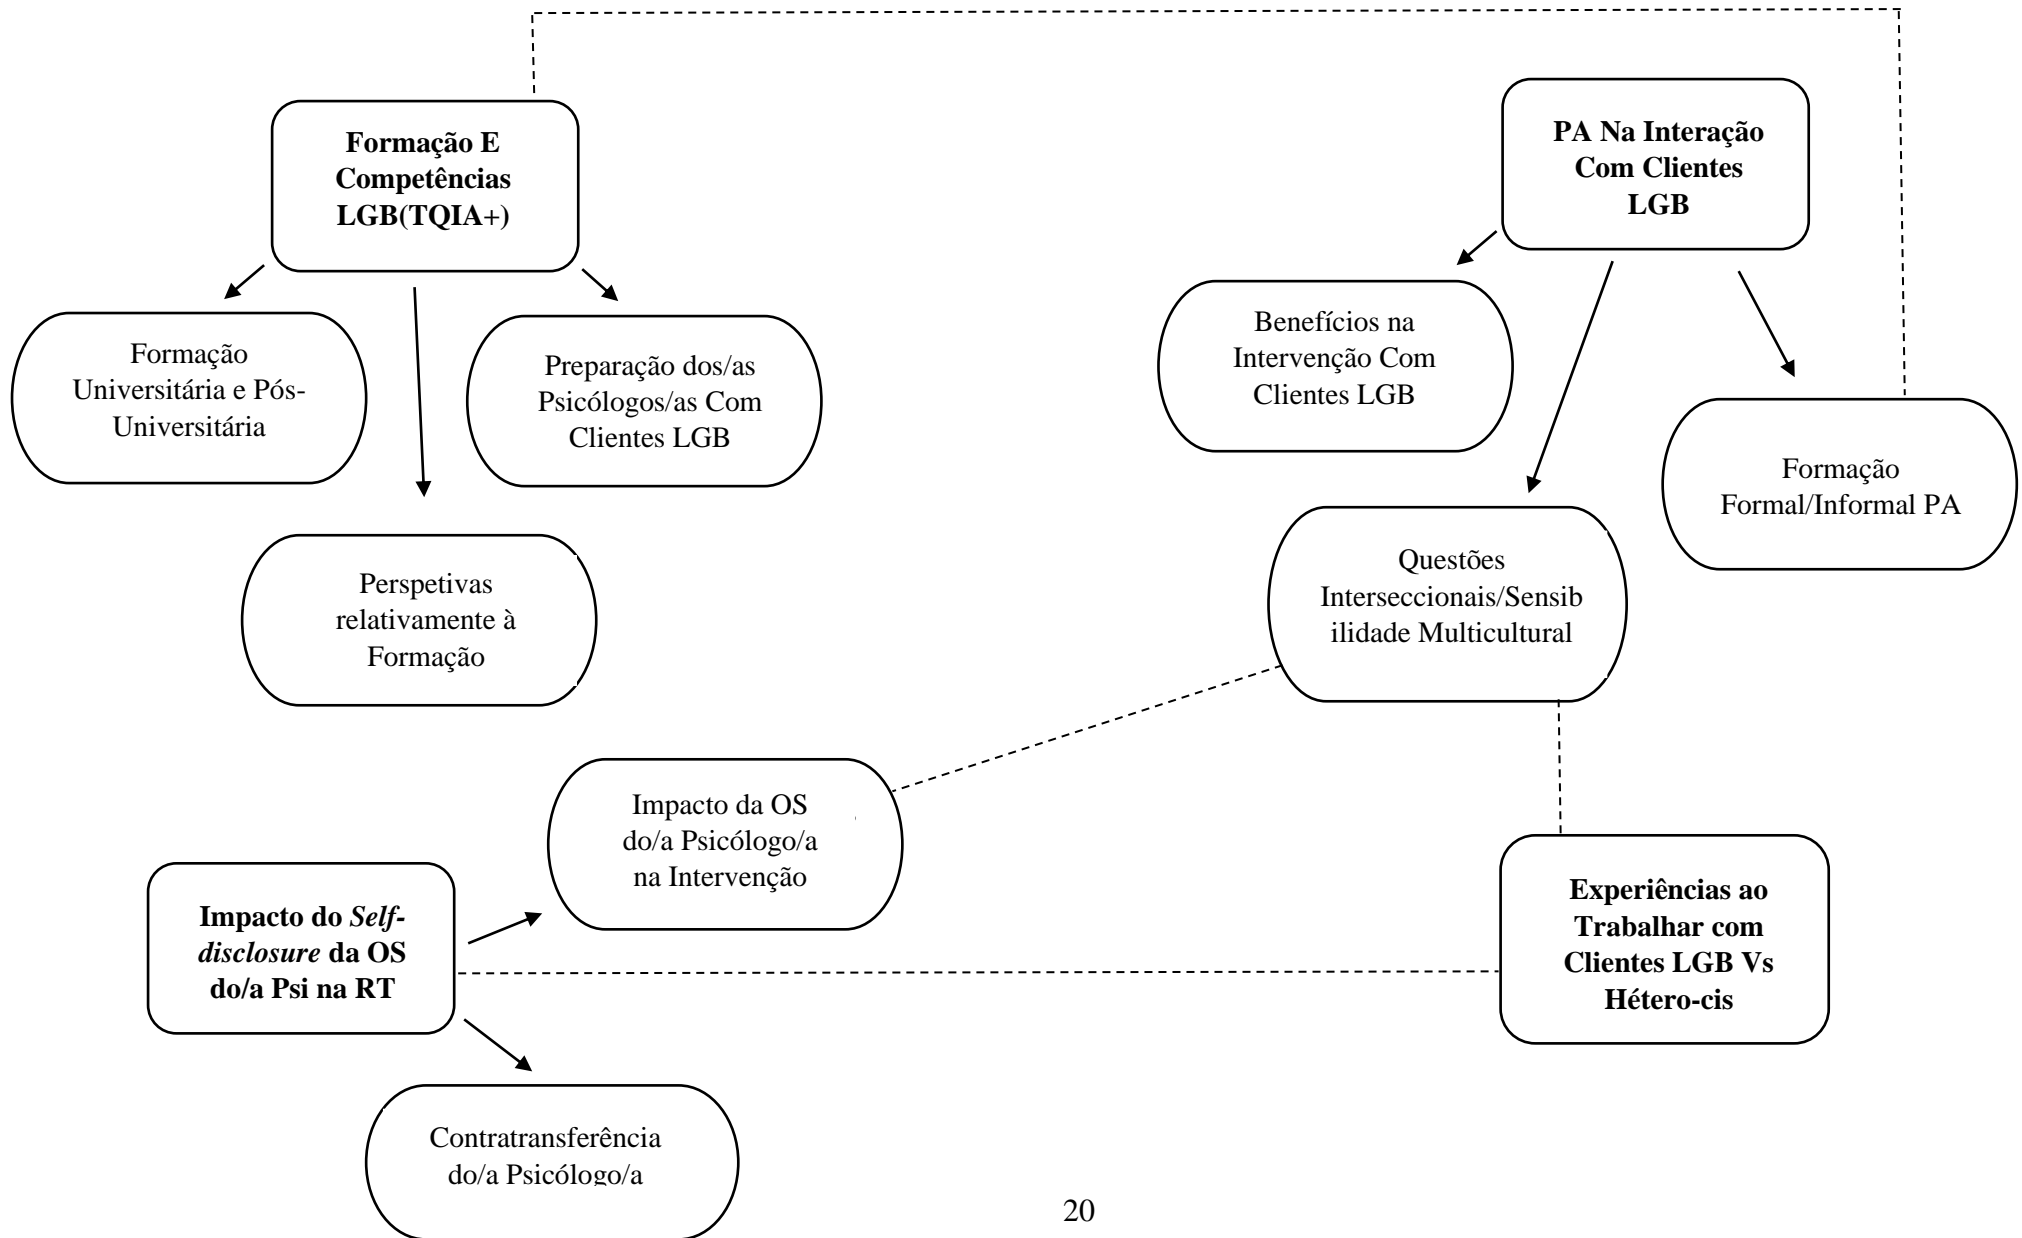 Formação E
Competências
LGB(TQIA+)
PA Na Interação
Com Clientes
LGB
Formação
Universitária e Pós-
Universitária
Preparação dos/as
Psicólogos/as Com
Clientes LGB
Benefícios na
Intervenção Com
Clientes LGB
Formação
Formal/Informal PA
Perspetivas
relativamente à
Formação
Questões
Interseccionais/Sensib
ilidade Multicultural
Impacto da OS
do/a Psicólogo/a
na Intervenção
Impacto do Self-
disclosure da OS
do/a Psi na RT
Experiências ao
Trabalhar com
Clientes LGB Vs
Hétero-cis
Contratransferência
do/a Psicólogo/a
20